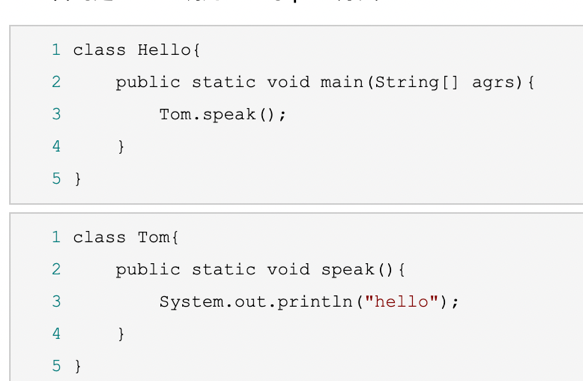 1 class Hello{
2     public static void main(String[] agrs){
3         Tom.speak();
4     }
5 }
1 class Tom{
2     public static void speak(){
3         System.out.println("hello");
4     }
5 }